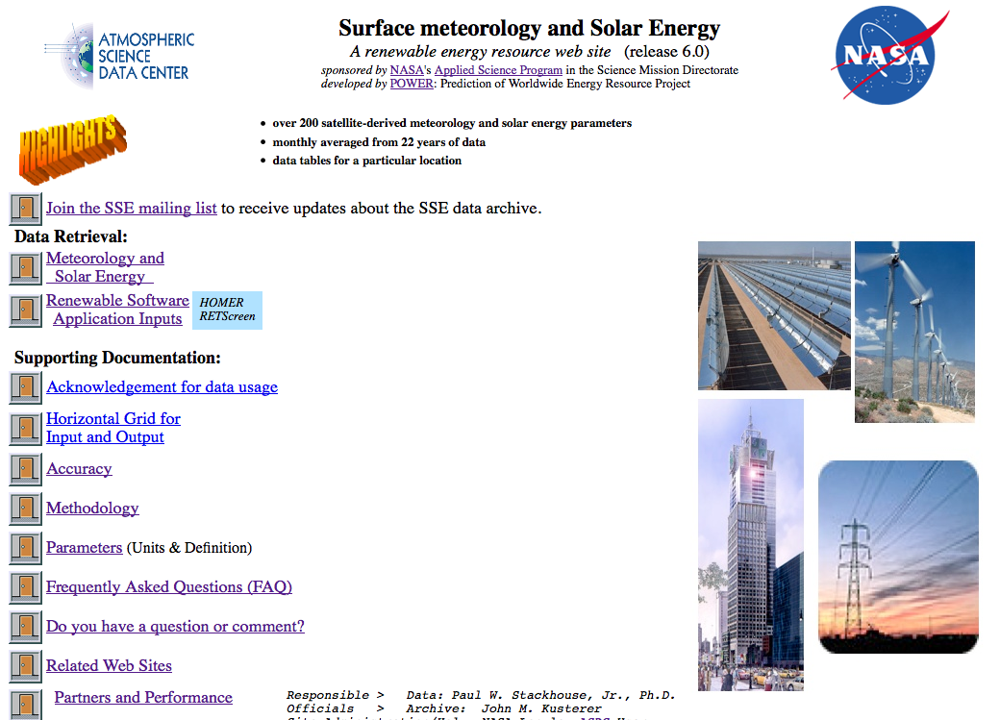 ATMOSPHERIC
SCIENCE
DATA CENTER
Surface meteorology and Solar Energy
A renewable energy resource web site (release 6.0)
sponsored by NASA's Applied Science Program in the Science Mission Directorate
developed by POWER: Prediction of Worldwide Energy Resource Project
NASA
HIGHLIGHTS
• over 200 satellite-derived meteorology and solar energy parameters
• monthly averaged from 22 years of data
• data tables for a particular location
Join the SSE mailing list to receive updates about the SSE data archive.
Data Retrieval:
Meteorology and
Solar Energy
Renewable Software
Application Inputs
HOMER
RETScreen
Supporting Documentation:
Acknowledgement for data usage
Horizontal Grid for
Input and Output
Accuracy
Methodology
Parameters (Units & Definition)
Frequently Asked Questions (FAQ)
Do you have a question or comment?
Related Web Sites
Partners and Performance
Responsible > Data: Paul W. Stackhouse, Jr., Ph.D.
Officials > Archive: John M. Kusterer